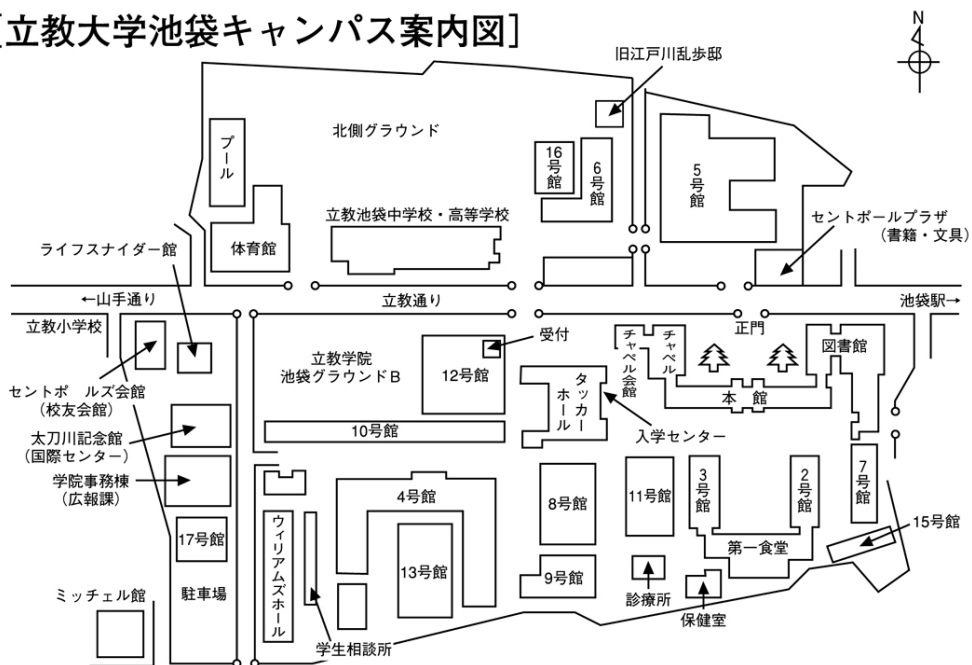 [立教大学池袋キャンパス案内図]
N
旧江戸川乱歩邸
北側グラウンド
プール
16号館
6号館
5号館
立教池袋中学校・高等学校
セントポールプラザ
(書籍・文具)
ライフスナイダー館
体育館
←山手通り
立教通り
池袋駅→
立教小学校
受付
正門
立教学院
池袋グラウンドB
12号館
チャペル会館
チャペル
図書館
セントポールズ会館
(校友会館)
タッカーホール
本館
10号館
入学センター
太刀川記念館
(国際センター)
学院事務棟
(広報課)
4号館
8号館
11号館
3号館
2号館
7号館
15号館
17号館
ウィリアムズホール
13号館
第一食堂
9号館
ミッチェル館
駐車場
診療所
保健室
学生相談所